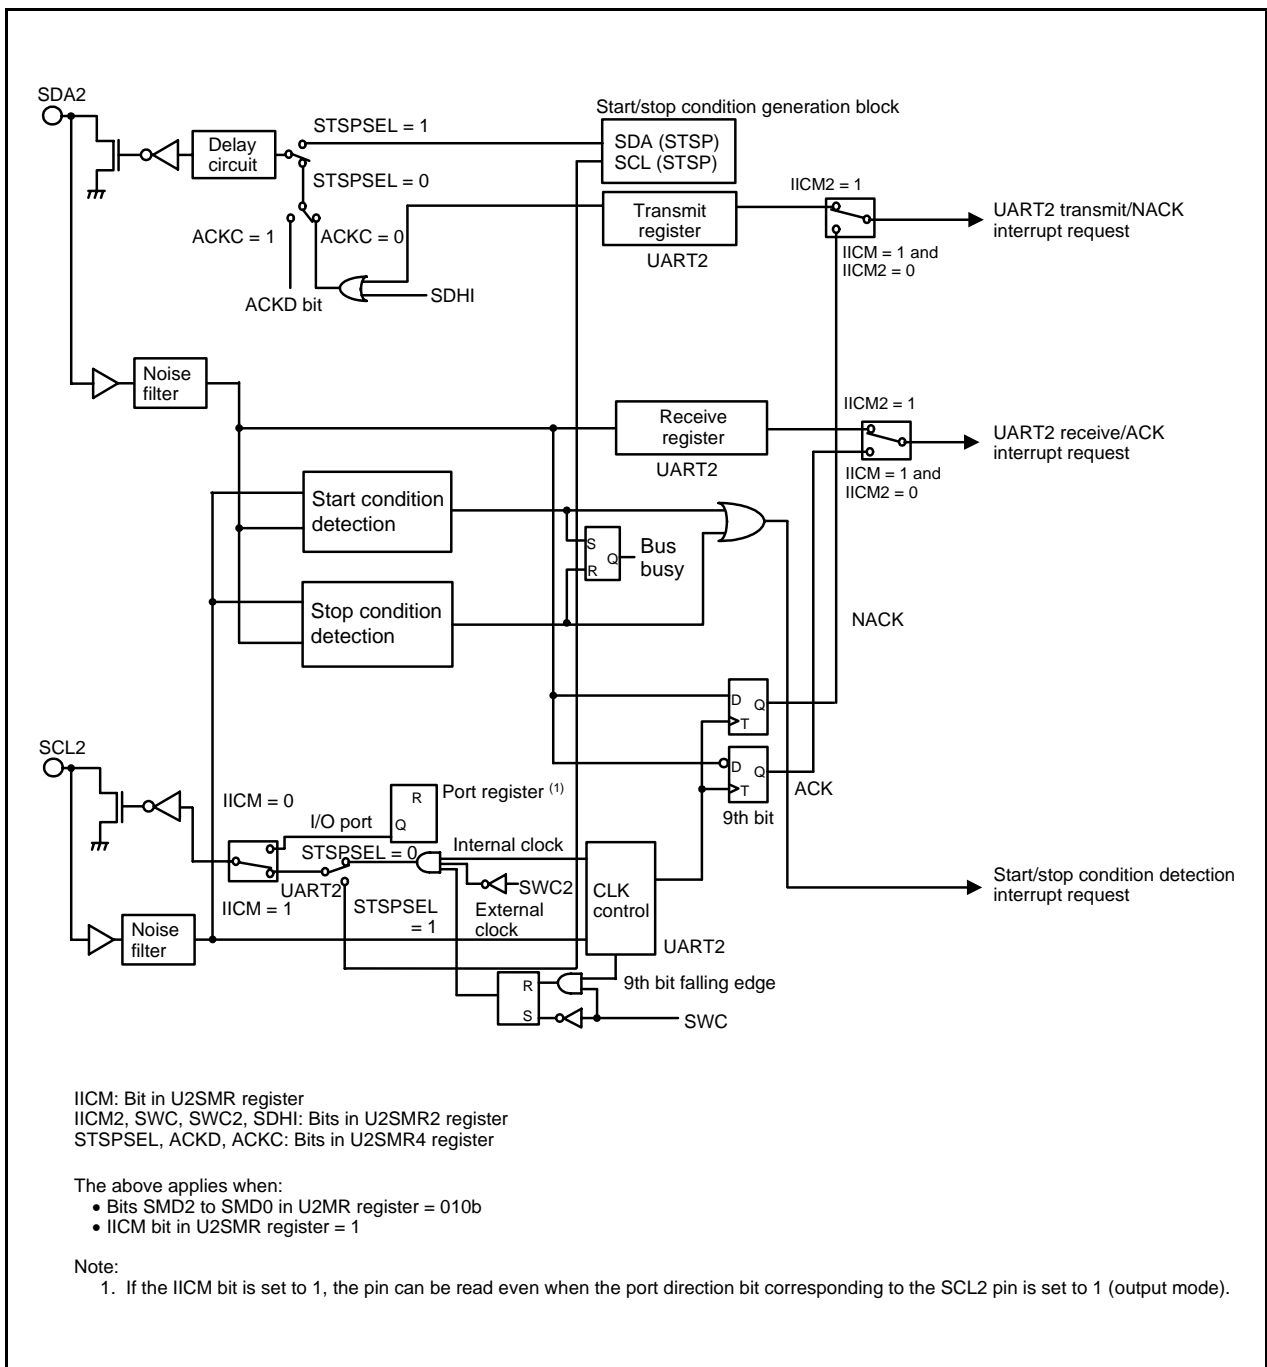 SDA2
Start/stop condition generation block
STSPSEL = 1
SDA (STSP)
SCL (STSP)
Delay
circuit
STSPSEL = 0
IICM2 = 1
Transmit
register
UART2
UART2 transmit/NACK
interrupt request
ACKC = 1
ACKC = 0
IICM = 1 and
IICM2 = 0
ACKD bit
SDHI
Noise
filter
IICM2 = 1
Receive
register
UART2
UART2 receive/ACK
interrupt request
IICM = 1 and
IICM2 = 0
Start condition
detection
S
Q
R
Bus
busy
Stop condition
detection
NACK
D
Q
T
SCL2
D
Q
T
ACK
9th bit
IICM = 0
R
Q
Port register (1)
I/O port
STSPSEL = 0
Internal clock
UART2
SWC2
CLK
control
IICM = 1
STSPSEL
= 1
External
clock
Start/stop condition detection
interrupt request
Noise
filter
UART2
R
S
9th bit falling edge
SWC
IICM: Bit in U2SMR register
IICM2, SWC, SWC2, SDHI: Bits in U2SMR2 register
STSPSEL, ACKD, ACKC: Bits in U2SMR4 register
The above applies when:
• Bits SMD2 to SMD0 in U2MR register = 010b
• IICM bit in U2SMR register = 1
Note:
1. If the IICM bit is set to 1, the pin can be read even when the port direction bit corresponding to the SCL2 pin is set to 1 (output mode).